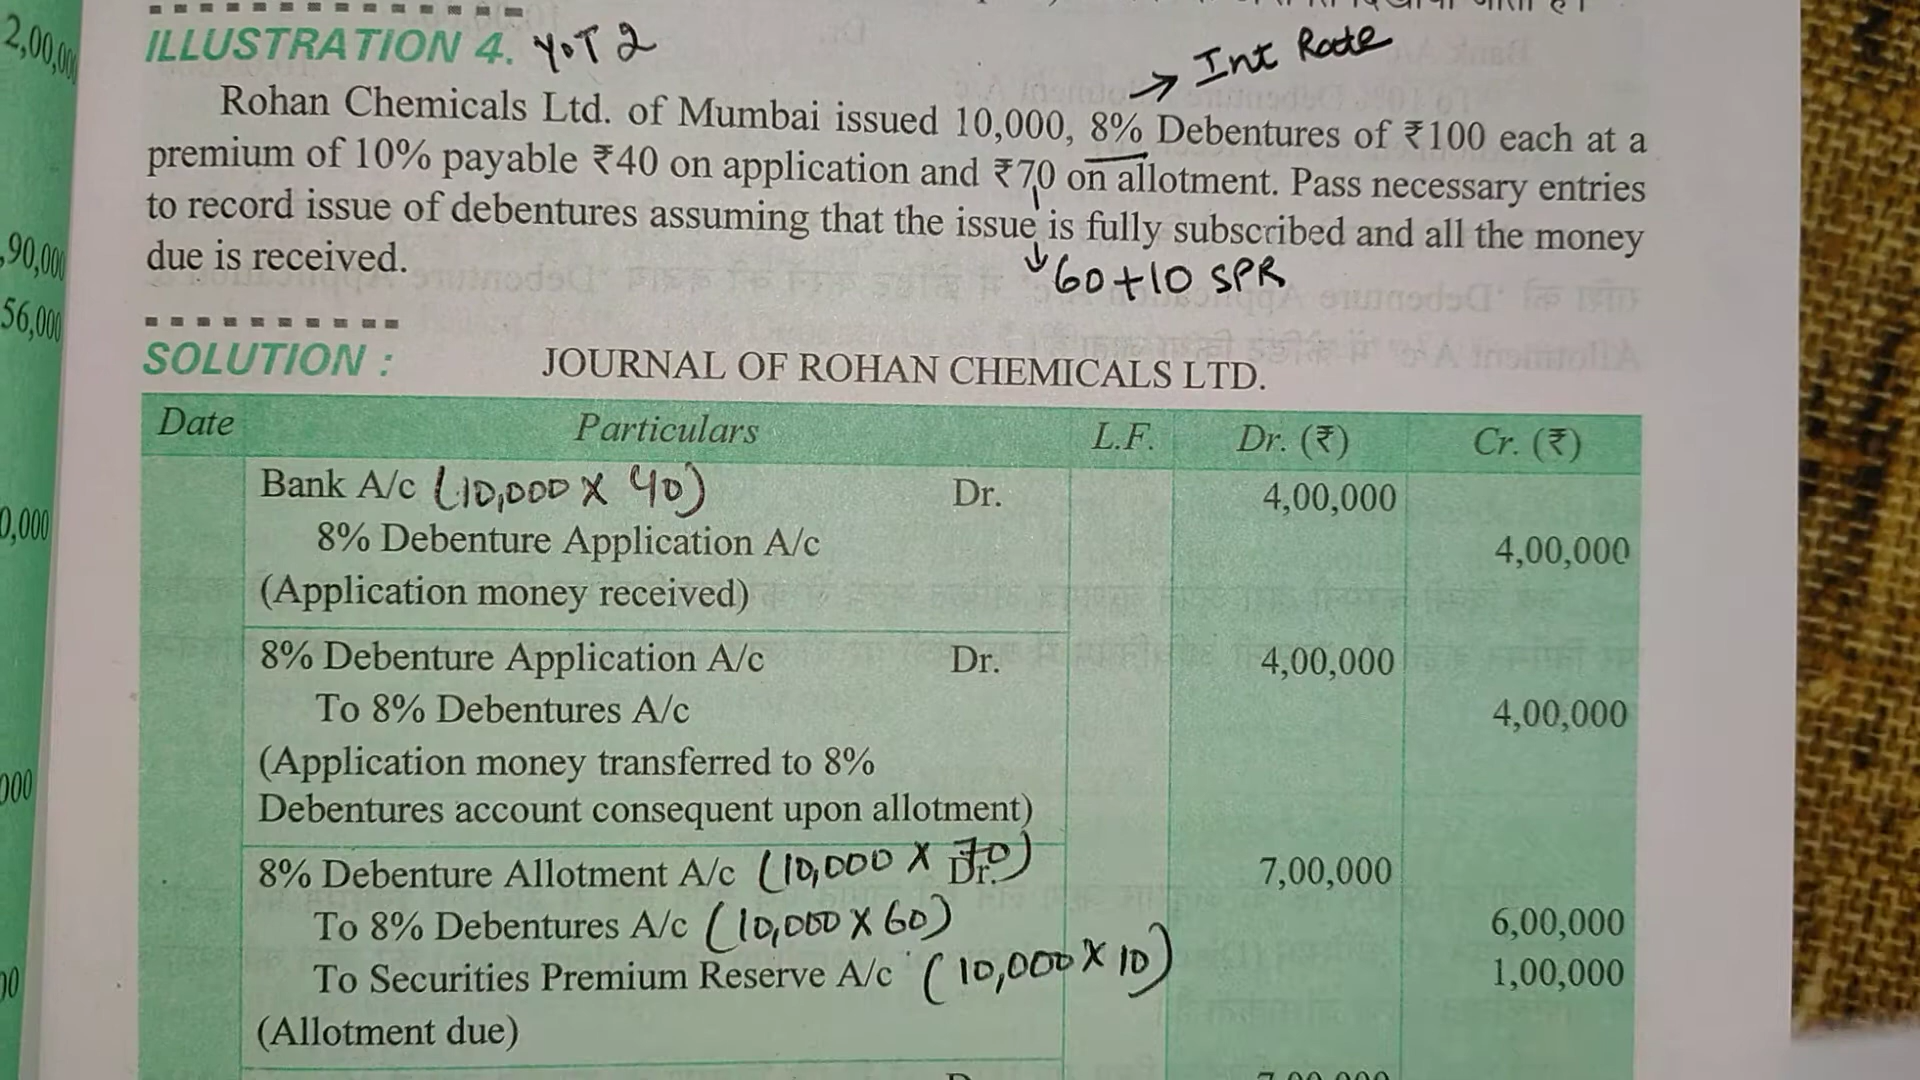 2,00,00
ILLUSTRATION 4. YOT 2
→ Int Rate
Rohan Chemicals Ltd. of Mumbai issued 10,000, 8% Debentures of ₹100 each at a
premium of 10% payable ₹40 on application and ₹70 on allotment. Pass necessary entries
to record issue of debentures assuming that the issue is fully subscribed and all the money
due is received.
↓ 60+10 SPR
90,000
56,000
SOLUTION :
JOURNAL OF ROHAN CHEMICALS LTD.
Date Particulars L.F. Dr. (₹) Cr. (₹)
Bank A/c (10,000 X 40) Dr. 4,00,000
8% Debenture Application A/c 4,00,000
0,000
(Application money received)
8% Debenture Application A/c Dr. 4,00,000
To 8% Debentures A/c 4,00,000
(Application money transferred to 8%
000
Debentures account consequent upon allotment)
8% Debenture Allotment A/c (10,000 X 70) Dr. 7,00,000
To 8% Debentures A/c (10,000 X 60) 6,00,000
To Securities Premium Reserve A/c (10,000 X 10) 1,00,000
(Allotment due)